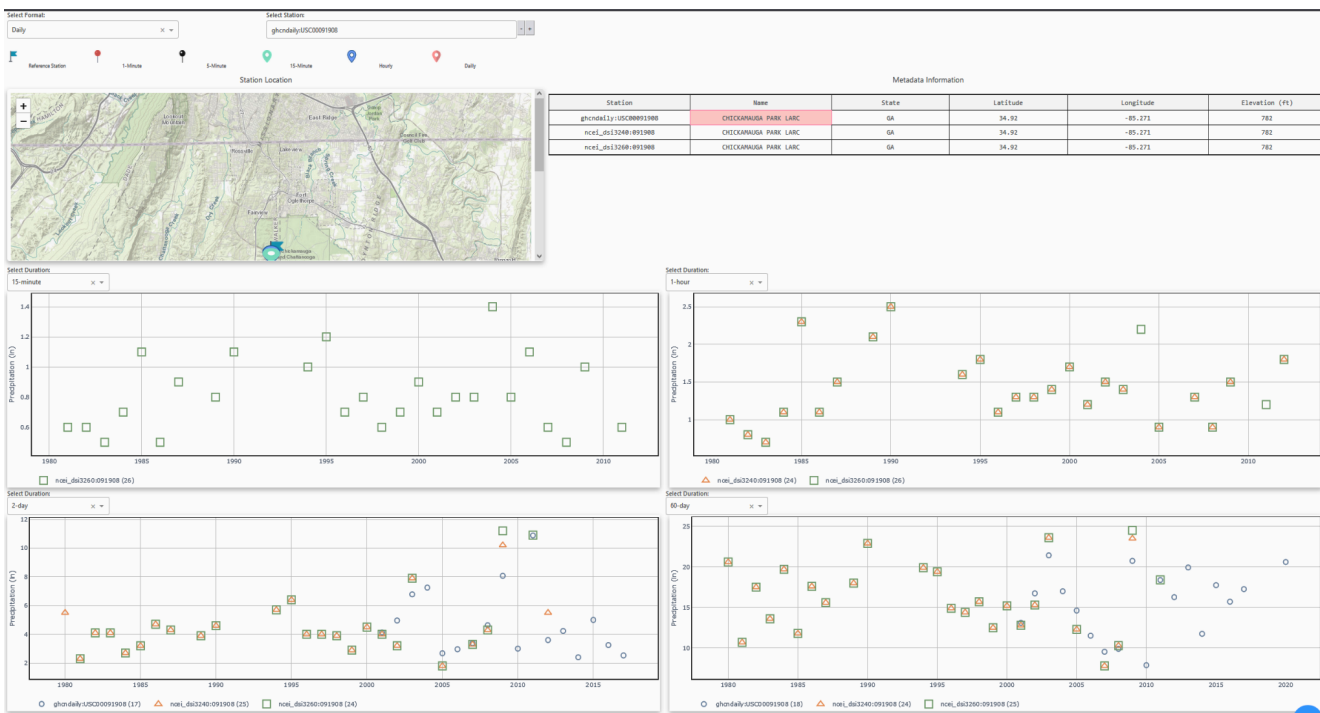 Select Format:
Select Station:
Daily
× ▾
ghcndaily:USC00091908
- +
Reference Station
1-Minute
5-Minute
15-Minute
Hourly
Daily
Station Location
Metadata Information
+
−
East Ridge
Rossville
Lakeview
Fort Oglethorpe
Fairview
WALKER
Station Name State Latitude Longitude Elevation (ft)
ghcndaily:USC00091908 CHICKAMAUGA PARK LARC GA 34.92 -85.271 782
ncei_dsi3240:091908 CHICKAMAUGA PARK LARC GA 34.92 -85.271 782
ncei_dsi3260:091908 CHICKAMAUGA PARK LARC GA 34.92 -85.271 782
Select Duration:
15-minute
× ▾
Precipitation (in)
1.4
1.2
1
0.8
0.6
1980 1985 1990 1995 2000 2005 2010
ncei_dsi3260:091908 (26)
Select Duration:
1-hour
× ▾
Precipitation (in)
2.5
2
1.5
1
1980 1985 1990 1995 2000 2005 2010
ncei_dsi3240:091908 (24) ncei_dsi3260:091908 (26)
Select Duration:
2-day
× ▾
Precipitation (in)
12
10
8
6
4
2
1980 1985 1990 1995 2000 2005 2010 2015
ghcndaily:USC00091908 (17) ncei_dsi3240:091908 (25) ncei_dsi3260:091908 (24)
Select Duration:
60-day
× ▾
Precipitation (in)
25
20
15
10
1980 1985 1990 1995 2000 2005 2010 2015 2020
ghcndaily:USC00091908 (18) ncei_dsi3240:091908 (24) ncei_dsi3260:091908 (25)